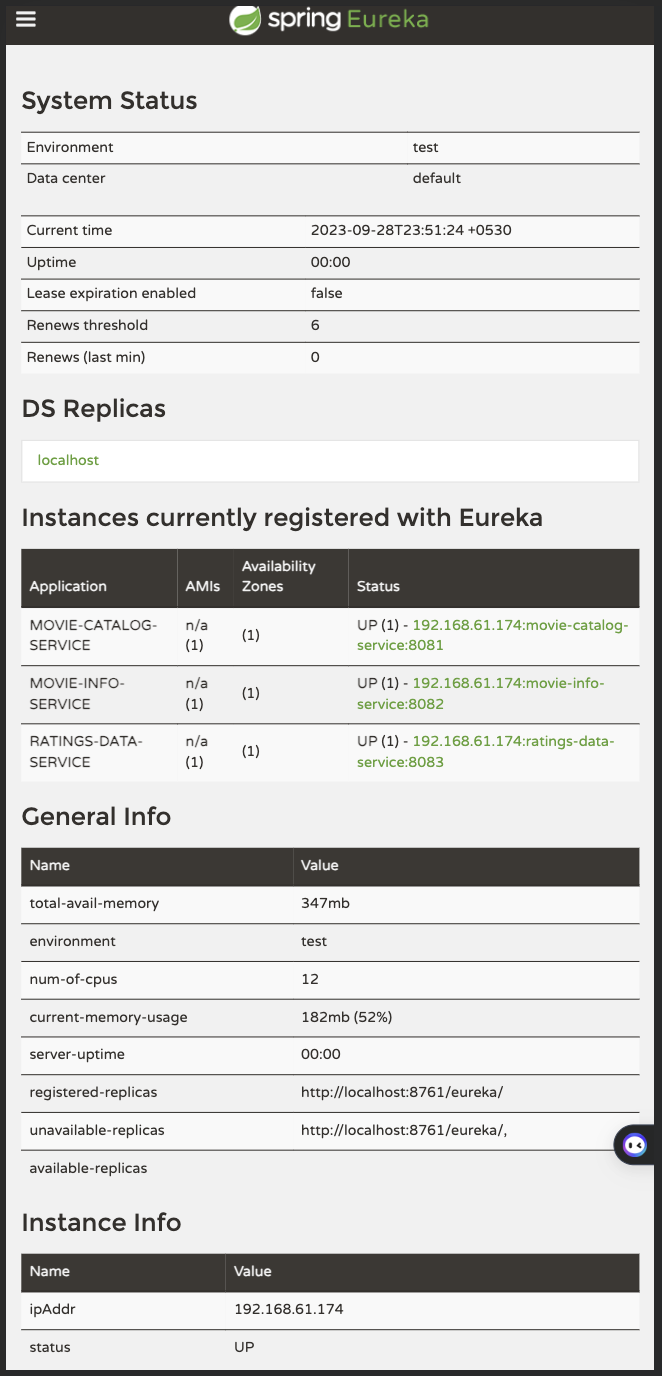 spring Eureka
System Status
Environment test
Data center default
Current time 2023-09-28T23:51:24 +0530
Uptime 00:00
Lease expiration enabled false
Renews threshold 6
Renews (last min) 0
DS Replicas
localhost
Instances currently registered with Eureka
Application AMIs Availability
Zones Status
MOVIE-CATALOG-
SERVICE n/a
(1) (1) UP (1) - 192.168.61.174:movie-catalog-
service:8081
MOVIE-INFO-
SERVICE n/a
(1) (1) UP (1) - 192.168.61.174:movie-info-
service:8082
RATINGS-DATA-
SERVICE n/a
(1) (1) UP (1) - 192.168.61.174:ratings-data-
service:8083
General Info
Name Value
total-avail-memory 347mb
environment test
num-of-cpus 12
current-memory-usage 182mb (52%)
server-uptime 00:00
registered-replicas http://localhost:8761/eureka/
unavailable-replicas http://localhost:8761/eureka/,
available-replicas
Instance Info
Name Value
ipAddr 192.168.61.174
status UP